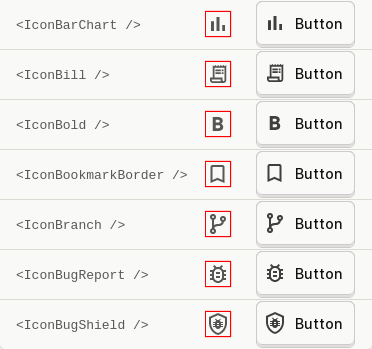 <IconBarChart /> Button
<IconBill /> Button
<IconBold /> B B Button
<IconBookmarkBorder /> Button
<IconBranch /> Button
<IconBugReport /> Button
<IconBugShield /> Button